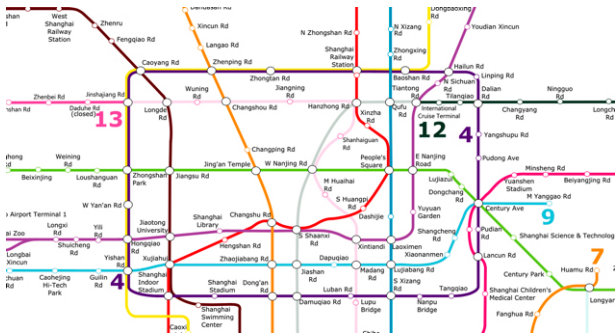 West
Shanghai
Railway
Station
Zhenru
Fengqiao Rd
Xincun Rd
Langao Rd
N Zhongshan Rd
Shanghai
Railway
Station
N Xizang
Rd
Zhongxing
Rd
Dongbaoxing
Rd
Youdian Xincun
Caoyang Rd
Zhenping Rd
Zhongtan
Rd
Baoshan Rd
Hailun Rd
Linping Rd
N Sichuan
Rd
Dalian
Rd
Zhenbei Rd
Jinshajiang
Rd
Daduhe Rd
(closed)
13
Longde
Rd
Wuning
Rd
Changshou Rd
Jiangning
Rd
Hanzhong Rd
Xinzha
Rd
Tiantong
Rd
Qufu
Rd
International
Cruise Terminal
Tilanqiao
12
4
Ningguo
Rd
Changyang
Rd
Yangshupu Rd
Pudong Ave
Shanhaiguan
Rd
Changping Rd
Weining
Rd
Beixinjing
Loushanguan
Rd
Zhongshan
Park
Jiangsu
Rd
Jing'an Temple
W Nanjing Rd
People's
Square
E Nanjing
Road
Lujiazui
Dongchang
Rd
Minsheng Rd
Yuanshen
Stadium
Beiyangjing Rd
M Huaihai
Rd
S Huangpi
Rd
Dashijie
Yuyuan
Garden
Century Ave
M Yanggao Rd
9
W Yan'an Rd
Airport Terminal 1
Longxi
Rd
Yili
Rd
Shuicheng
Rd
Hongqiao
Rd
Jiaotong
University
Shanghai
Library
Changshu
Rd
Hengshan Rd
S Shaanxi
Rd
Xintiandi
Laoximen
Shangcheng
Rd
Xiaonanmen
Pudian
Rd
Shanghai Science & Technology
Longbai
Xincun
Caohejing
Hi-Tech
Park
Guilin
Rd
Yishan
Rd
4
Xujiahui
Zhaojiabang Rd
Jiashan
Rd
Dapuqiao
Madang
Rd
Lujiabang Rd
Lancun Rd
Century Park
7
Huamu Rd
Shanghai
Indoor
Stadium
Shanghai
Stadium
Dong'an
Rd
Luban Rd
Damuqiao Rd
Lupu
Bridge
S Xizang
Rd
Nanpu
Bridge
Tangqiao
Shanghai Children's
Medical Center
Fanghua Rd
Shanghai
Swimming
Center
Caoxi